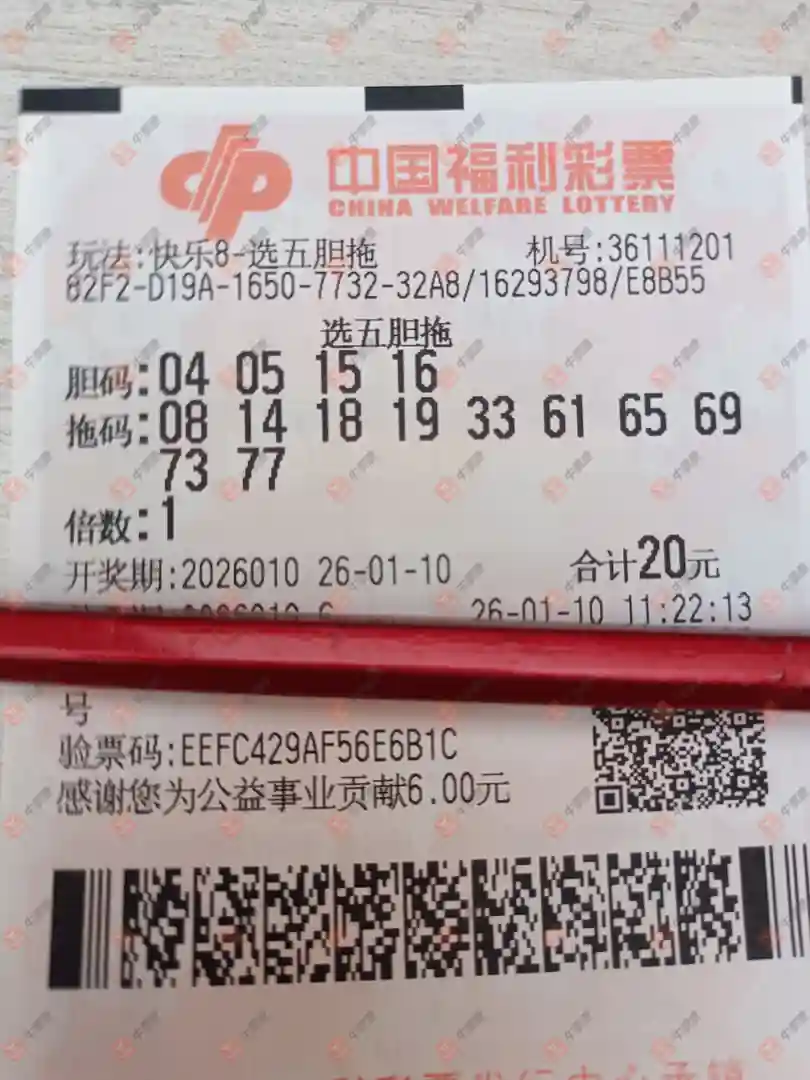 中国福利彩票
CHINA WELFARE LOTTERY
玩法:快乐8-选五胆拖 机号:36111201
82F2-D19A-1650-7732-32A8/16293798/E8B55
选五胆拖
胆码:04 05 15 16
拖码:08 14 18 19 33 61 65 69
73 77
倍数:1
开奖期:2026010 26-01-10 合计20元
26-01-10 11:22:13
号
验票码:EEFC429AF56E6B1C
感谢您为公益事业贡献6.00元